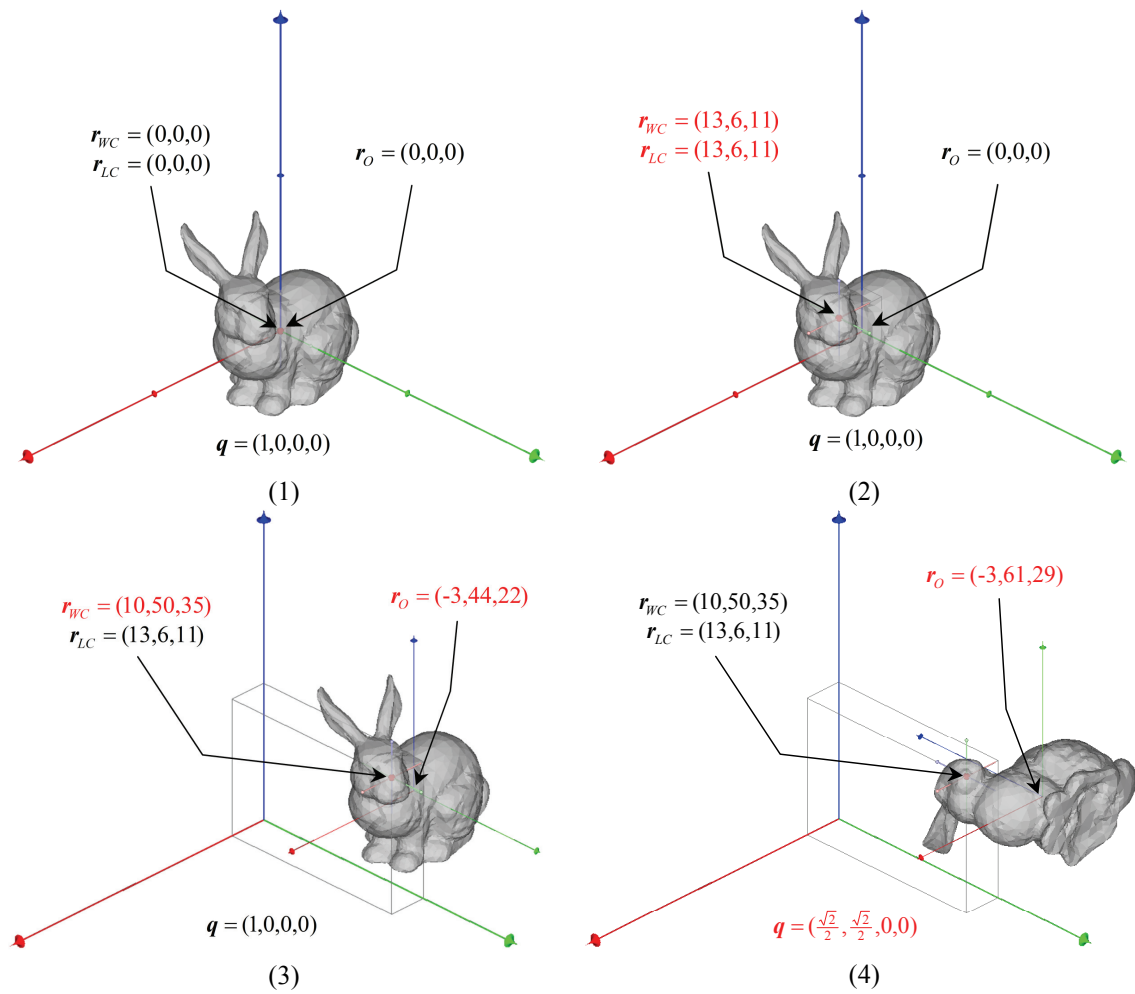 r_WC = (0,0,0)
r_LC = (0,0,0)
r_O = (0,0,0)
q = (1,0,0,0)
(1)
r_WC = (13,6,11)
r_LC = (13,6,11)
r_O = (0,0,0)
q = (1,0,0,0)
(2)
r_WC = (10,50,35)
r_LC = (13,6,11)
r_O = (-3,44,22)
q = (1,0,0,0)
(3)
r_WC = (10,50,35)
r_LC = (13,6,11)
r_O = (-3,61,29)
q = (√2/2, √2/2,0,0)
(4)